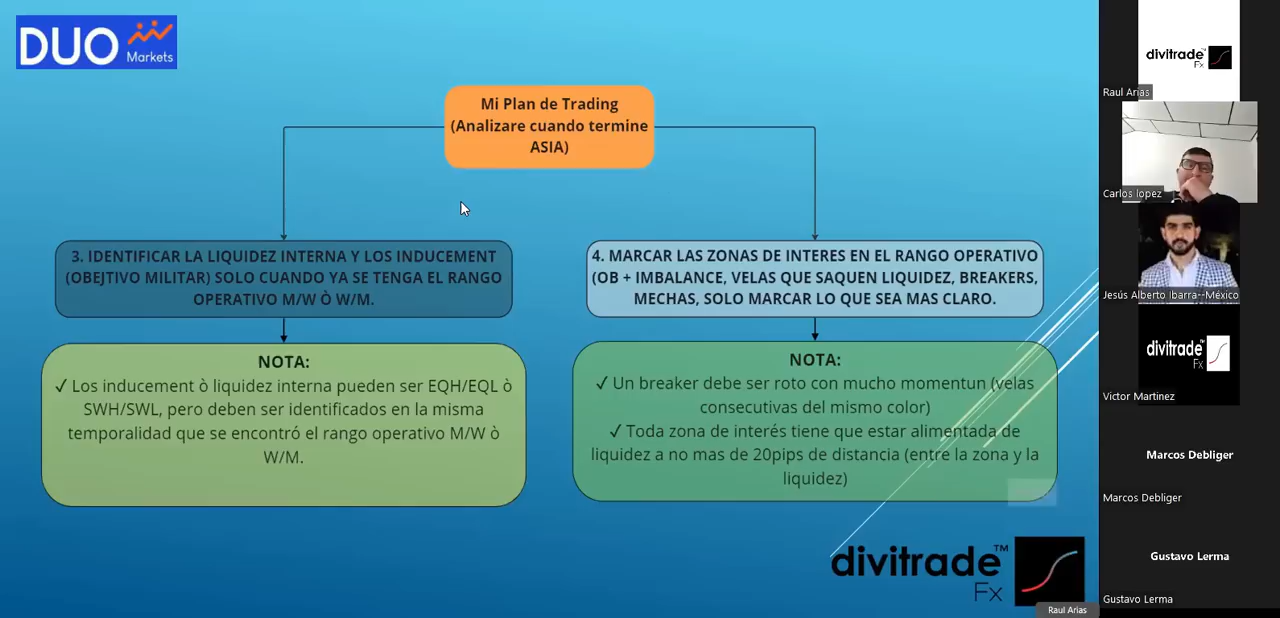 DUO
Markets
Mi Plan de Trading
(Analizare cuando termine
ASIA)
3. IDENTIFICAR LA LIQUIDEZ INTERNA Y LOS INDUCEMENT
(OBEJTIVO MILITAR) SOLO CUANDO YA SE TENGA EL RANGO
OPERATIVO M/W Ò W/M.
NOTA:
✓ Los inducement ò liquidez interna pueden ser EQH/EQL ò
SWH/SWL, pero deben ser identificados en la misma
temporalidad que se encontró el rango operativo M/W ò
W/M.
4. MARCAR LAS ZONAS DE INTERES EN EL RANGO OPERATIVO
(OB + IMBALANCE, VELAS QUE SAQUEN LIQUIDEZ, BREAKERS,
MECHAS, SOLO MARCAR LO QUE SEA MAS CLARO.
NOTA:
✓ Un breaker debe ser roto con mucho momentun (velas
consecutivas del mismo color)
✓ Toda zona de interés tiene que estar alimentada de
liquidez a no mas de 20pips de distancia (entre la zona y la
liquidez)
divitrade™
Fx
Raul Arias
divitrade
Fx
Raul Arias
Carlos lopez
Jesús Alberto Ibarra--México
divitrade
Fx
Victor Martinez
Marcos Debliger
Marcos Debliger
Gustavo Lerma
Gustavo Lerma